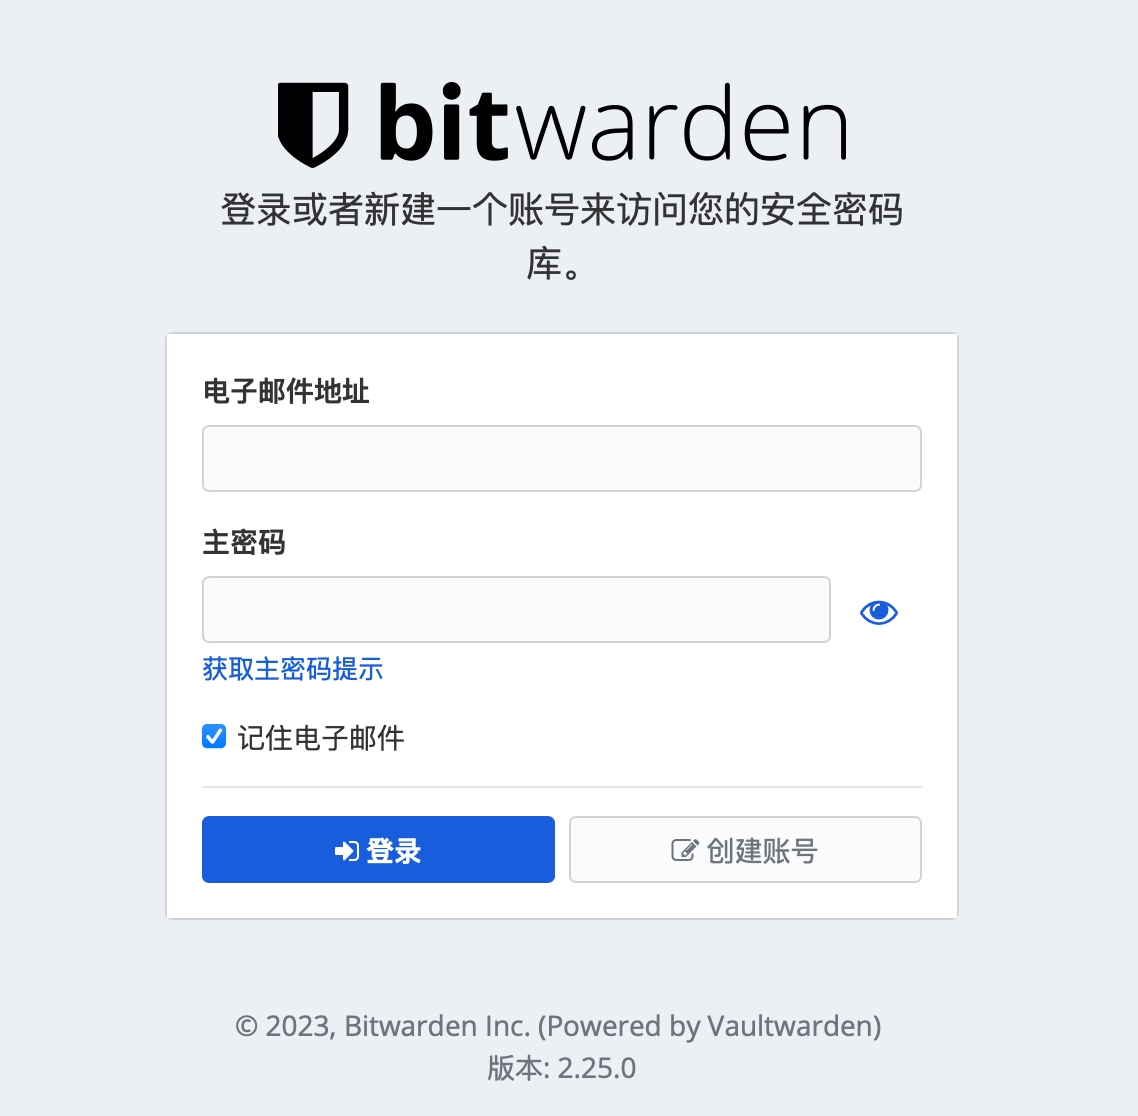 bitwarden
登录或者新建一个账号来访问您的安全密码
库。
电子邮件地址
主密码
获取主密码提示
记住电子邮件
登录
创建账号
© 2023, Bitwarden Inc. (Powered by Vaultwarden)
版本: 2.25.0